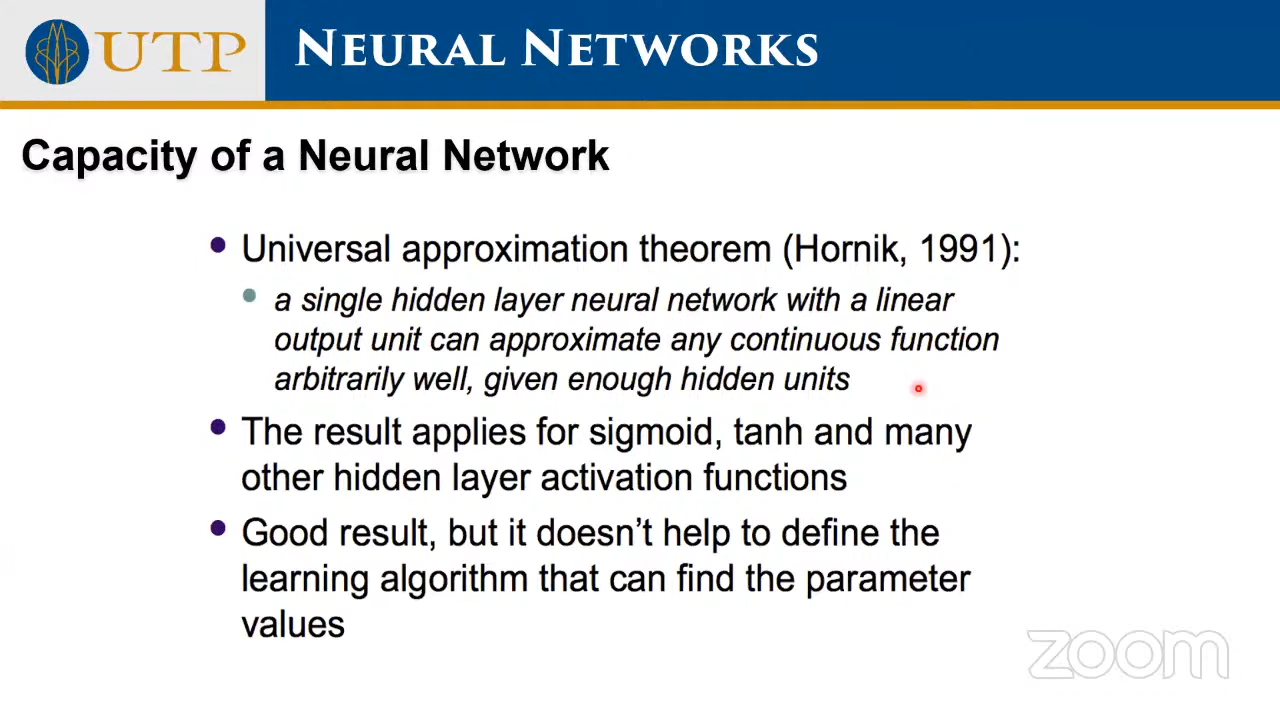 UTP
NEURAL NETWORKS
Capacity of a Neural Network
• Universal approximation theorem (Hornik, 1991):
• a single hidden layer neural network with a linear
output unit can approximate any continuous function
arbitrarily well, given enough hidden units
• The result applies for sigmoid, tanh and many
other hidden layer activation functions
• Good result, but it doesn't help to define the
learning algorithm that can find the parameter
values
zoom